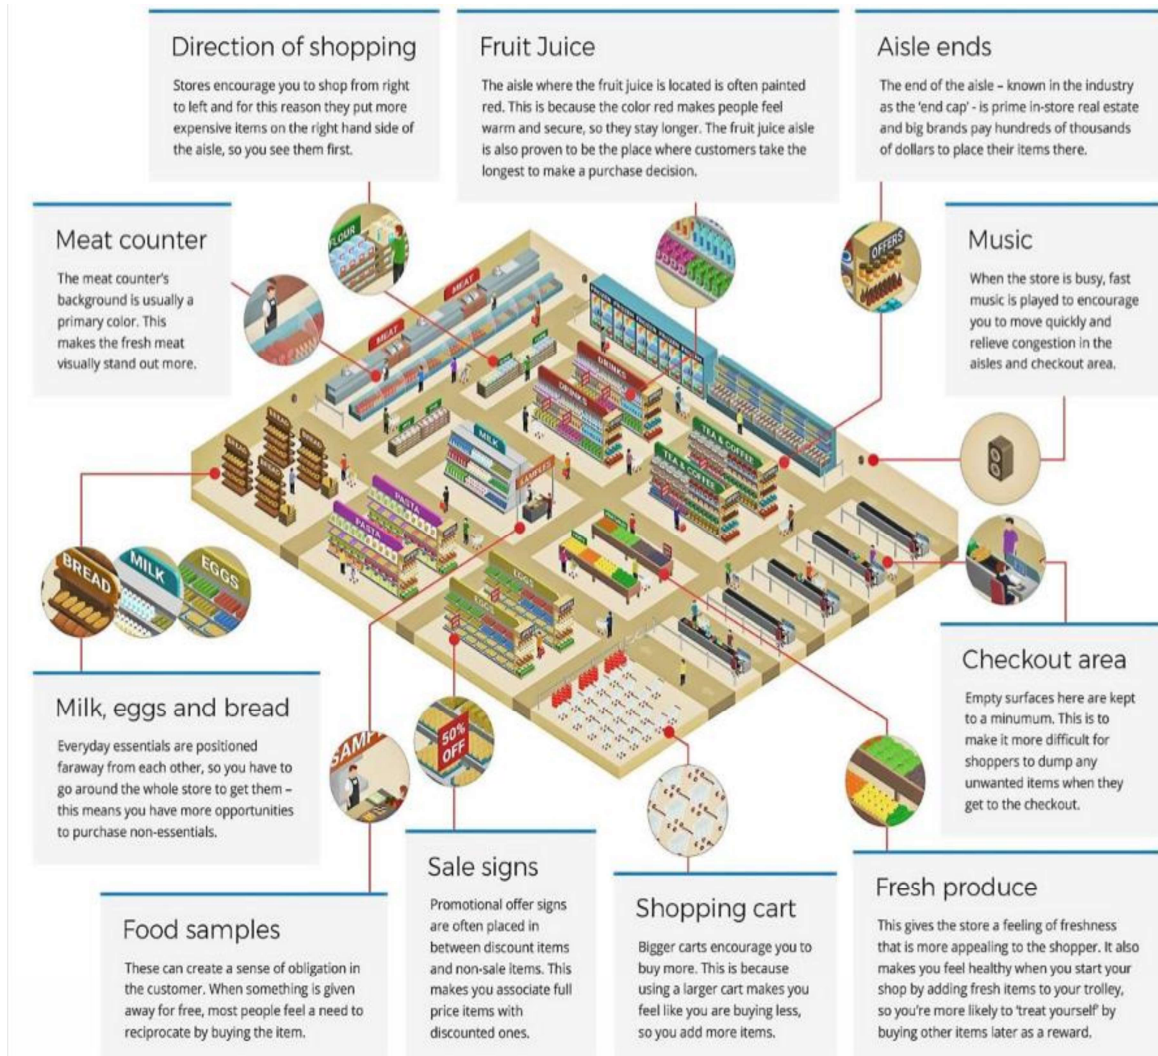 Direction of shopping
Stores encourage you to shop from right
to left and for this reason they put more
expensive items on the right hand side of
the aisle, so you see them first.
Fruit Juice
The aisle where the fruit juice is located is often painted
red. This is because the color red makes people feel
warm and secure, so they stay longer. The fruit juice aisle
is also proven to be the place where customers take the
longest to make a purchase decision.
Aisle ends
The end of the aisle – known in the industry
as the 'end cap' - is prime in-store real estate
and big brands pay hundreds of thousands
of dollars to place their items there.
Meat counter
The meat counter's
background is usually a
primary color. This
makes the fresh meat
visually stand out more.
Music
When the store is busy, fast
music is played to encourage
you to move quickly and
relieve congestion in the
aisles and checkout area.
FLOUR
OFFERS
MEAT
MEAT
DRINKS
DRINKS
TEA & COFFEE
TEA & COFFEE
MILK
SAMPLES
BREAD
BREAD
BREAD
PASTA
PASTA
EGGS
EGGS
BREAD
MILK
EGGS
Milk, eggs and bread
Everyday essentials are positioned
faraway from each other, so you have to
go around the whole store to get them –
this means you have more opportunities
to purchase non-essentials.
Checkout area
Empty surfaces here are kept
to a minumum. This is to
make it more difficult for
shoppers to dump any
unwanted items when they
get to the checkout.
SAMP
50%
OFF
Food samples
These can create a sense of obligation in
the customer. When something is given
away for free, most people feel a need to
reciprocate by buying the item.
Sale signs
Promotional offer signs
are often placed in
between discount items
and non-sale items. This
makes you associate full
price items with
discounted ones.
Shopping cart
Bigger carts encourage you to
buy more. This is because
using a larger cart makes you
feel like you are buying less,
so you add more items.
Fresh produce
This gives the store a feeling of freshness
that is more appealing to the shopper. It also
makes you feel healthy when you start your
shop by adding fresh items to your trolley,
so you're more likely to 'treat yourself' by
buying other items later as a reward.